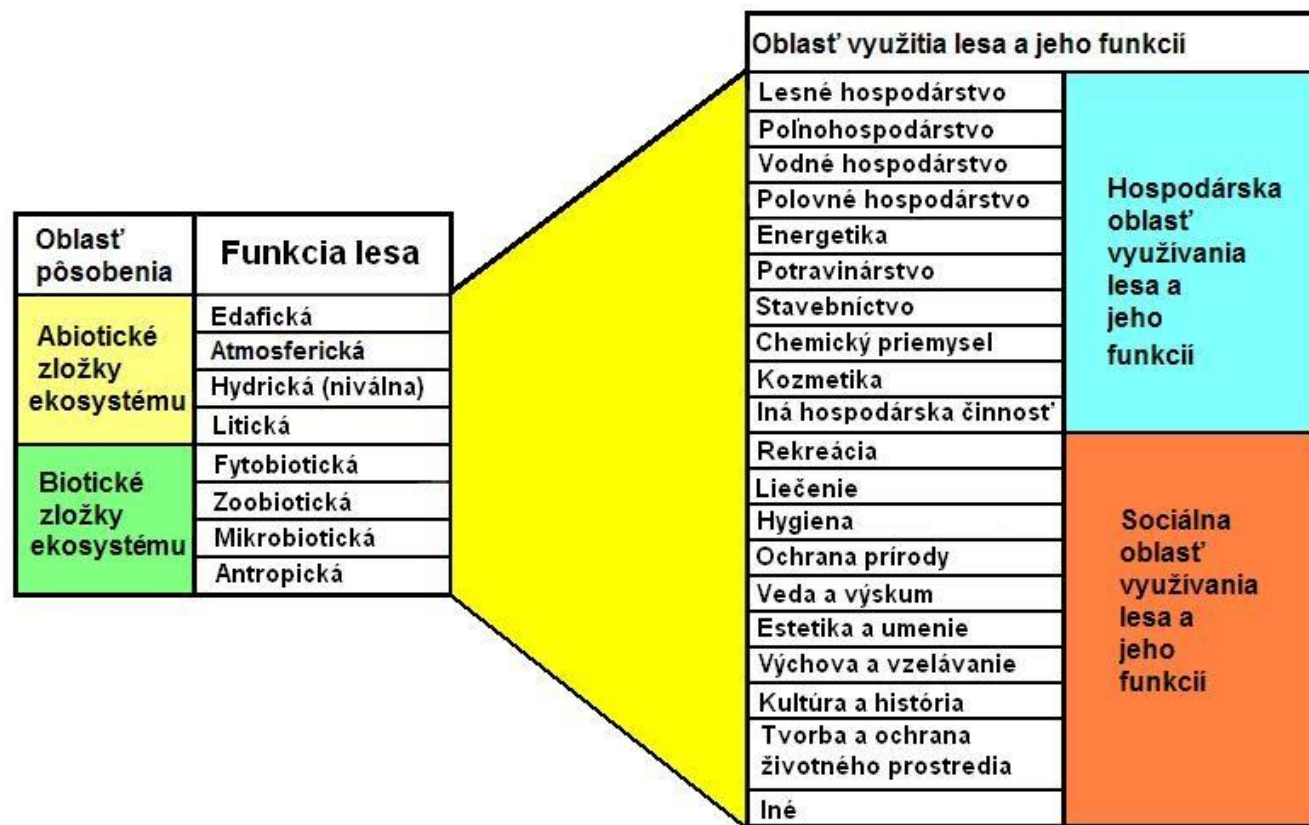 Oblasť
pôsobenia
Funkcia lesa
Abiotické
zložky
ekosystému
Edafická
Atmosferická
Hydrická (niválna)
Litická
Biotické
zložky
ekosystému
Fytobiotická
Zoobiotická
Mikrobiotická
Antropická
Oblasť využitia lesa a jeho funkcií
Lesné hospodárstvo
Poľnohospodárstvo
Vodné hospodárstvo
Polovné hospodárstvo
Energetika
Potravinárstvo
Stavebníctvo
Chemický priemysel
Kozmetika
Iná hospodárska činnosť
Hospodárska
oblasť
využívania
lesa a
jeho
funkcií
Rekreácia
Liečenie
Hygiena
Ochrana prírody
Veda a výskum
Estetika a umenie
Výchova a vzelávanie
Kultúra a história
Tvorba a ochrana
životného prostredia
Iné
Sociálna
oblasť
využívania
lesa a
jeho
funkcií